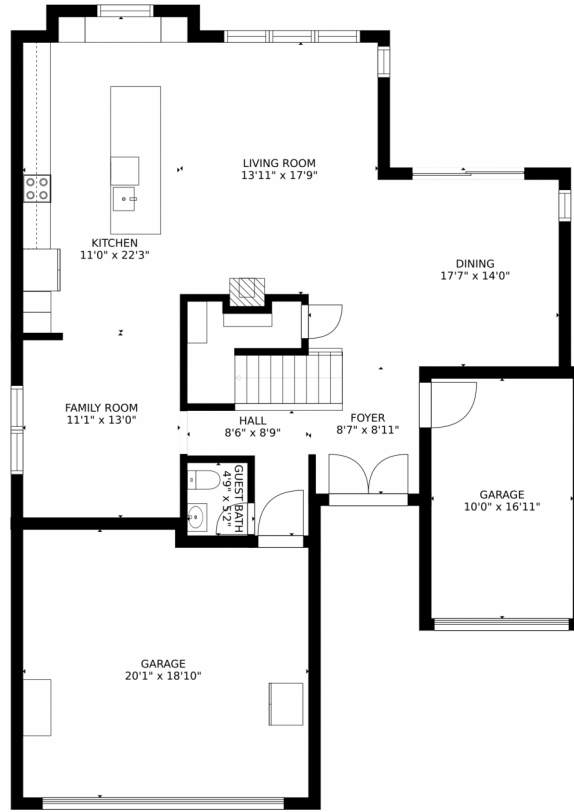 LIVING ROOM
13'11" x 17'9"
KITCHEN
11'0" x 22'3"
DINING
17'7" x 14'0"
FAMILY ROOM
11'1" x 13'0"
HALL
8'6" x 8'9"
FOYER
8'7" x 8'11"
GUEST BATH
4'9" x 5'2"
GARAGE
10'0" x 16'11"
GARAGE
20'1" x 18'10"